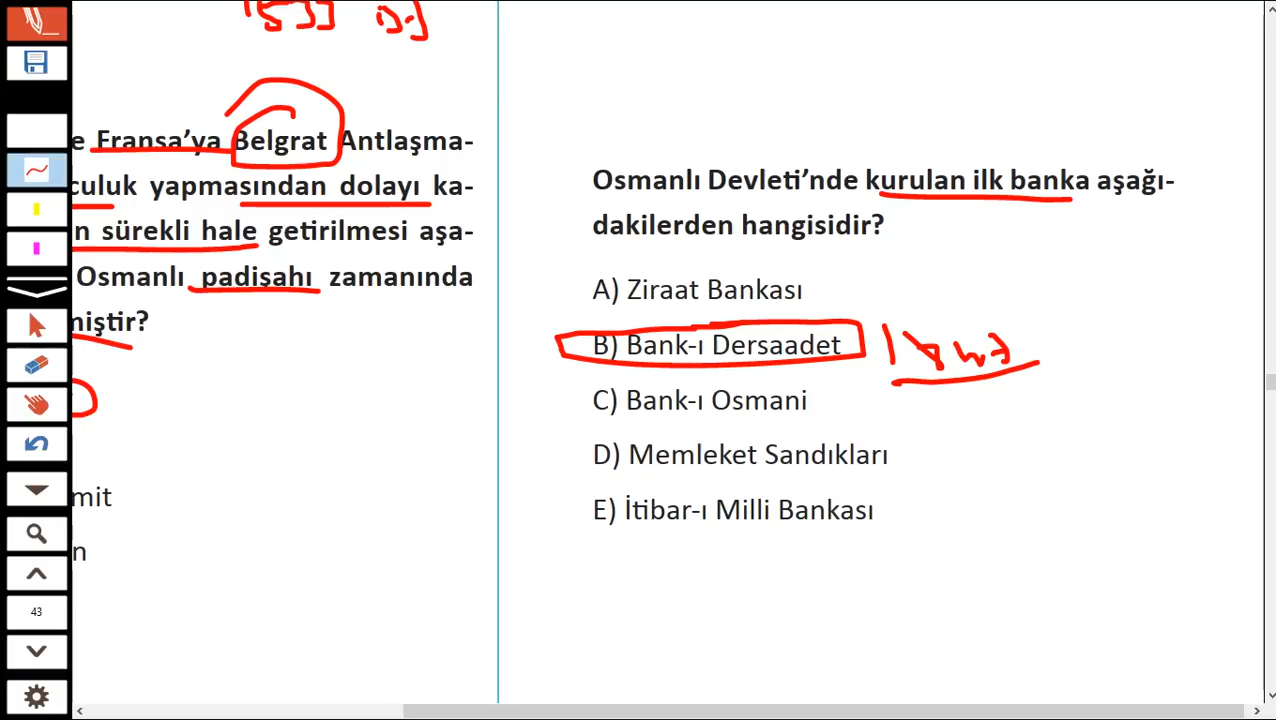 1535
e Fransa’ya Belgrat Antlaşma-
culuk yapmasından dolayı ka-
n sürekli hale getirilmesi aşa-
Osmanlı padişahı zamanında
miştir?
mit
n
Osmanlı Devleti’nde kurulan ilk banka aşağı-
dakilerden hangisidir?
A) Ziraat Bankası
B) Bank-ı Dersaadet 1847
C) Bank-ı Osmani
D) Memleket Sandıkları
E) İtibar-ı Milli Bankası
43